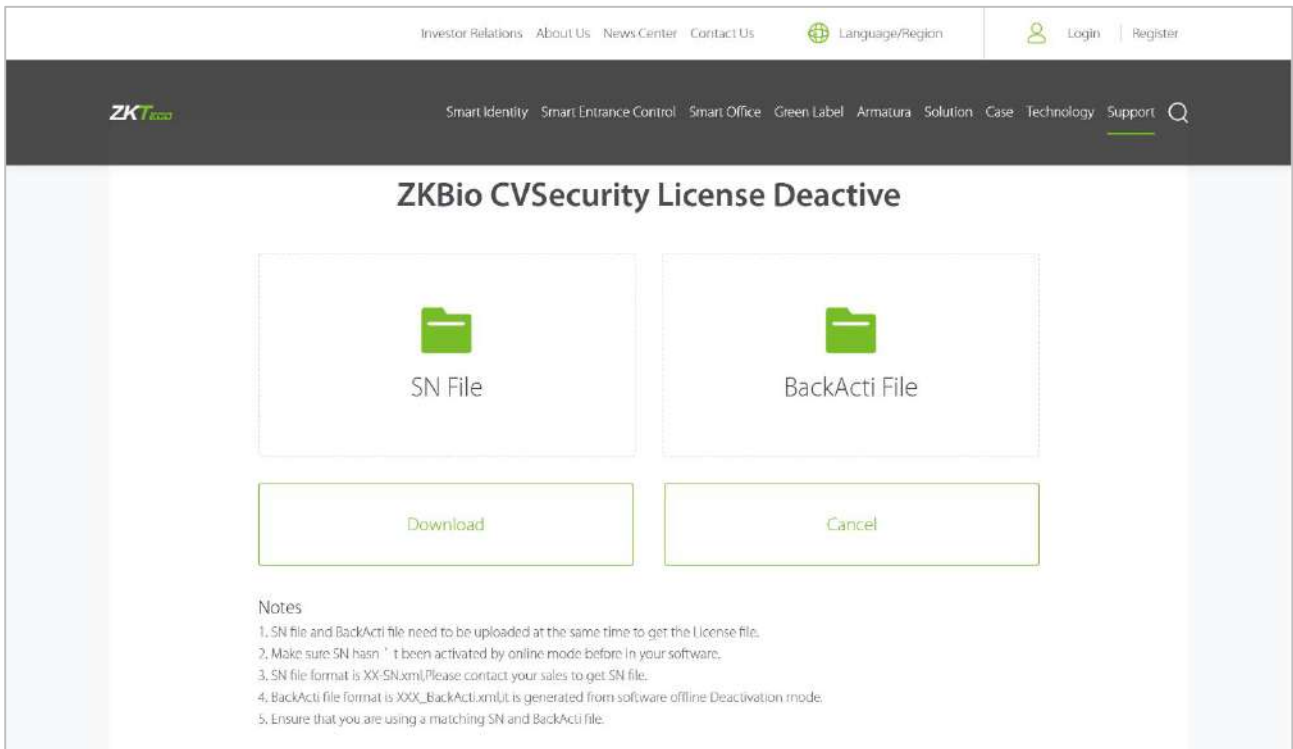 Investor Relations About Us News Center Contact Us Language/Region Login Register
ZKTeco Smart Identity Smart Entrance Control Smart Office Green Label Armatura Solution Case Technology Support
ZKBio CVSecurity License Deactive
SN File BackActi File
Download Cancel
Notes
1. SN file and BackActi file need to be uploaded at the same time to get the License file.
2. Make sure SN hasn ' t been activated by online mode before in your software.
3. SN file format is XX-SN.xml,Please contact your sales to get SN file.
4. BackActi file format is XXX_BackActi.xml,it is generated from software offline Deactivation mode.
5. Ensure that you are using a matching SN and BackActi file.